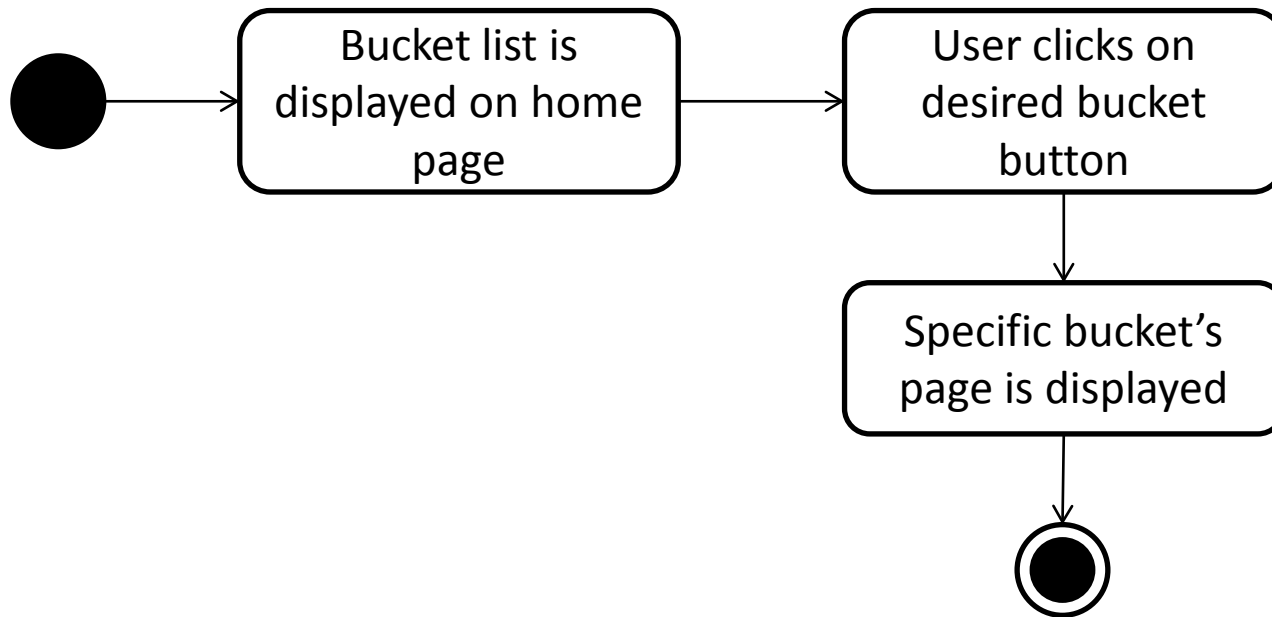 Bucket list is
displayed on home
page
User clicks on
desired bucket
button
Specific bucket’s
page is displayed